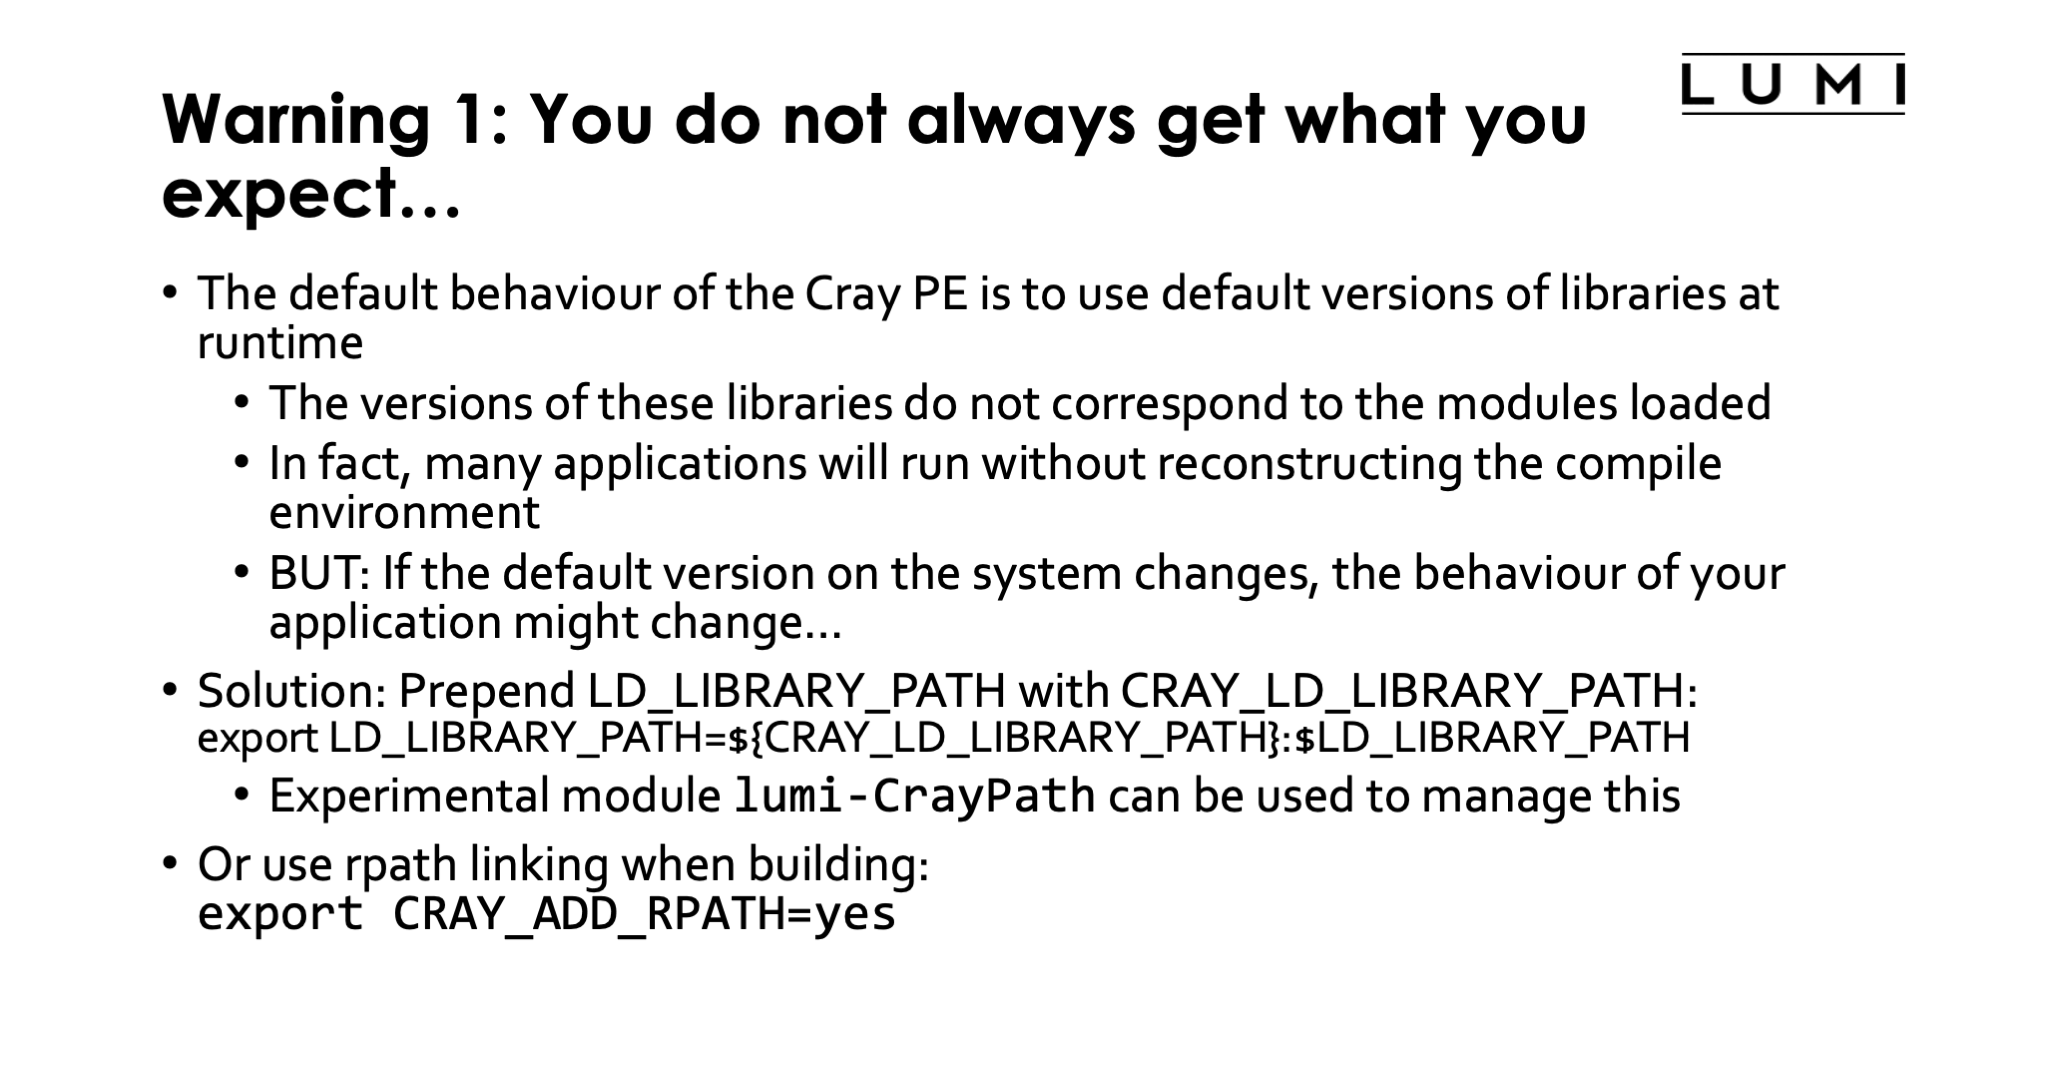 LUMI
Warning 1: You do not always get what you
expect...
• The default behaviour of the Cray PE is to use default versions of libraries at
runtime
• The versions of these libraries do not correspond to the modules loaded
• In fact, many applications will run without reconstructing the compile
environment
• BUT: If the default version on the system changes, the behaviour of your
application might change...
• Solution: Prepend LD_LIBRARY_PATH with CRAY_LD_LIBRARY_PATH:
export LD_LIBRARY_PATH=${CRAY_LD_LIBRARY_PATH}:$LD_LIBRARY_PATH
• Experimental module lumi-CrayPath can be used to manage this
• Or use rpath linking when building:
export CRAY_ADD_RPATH=yes